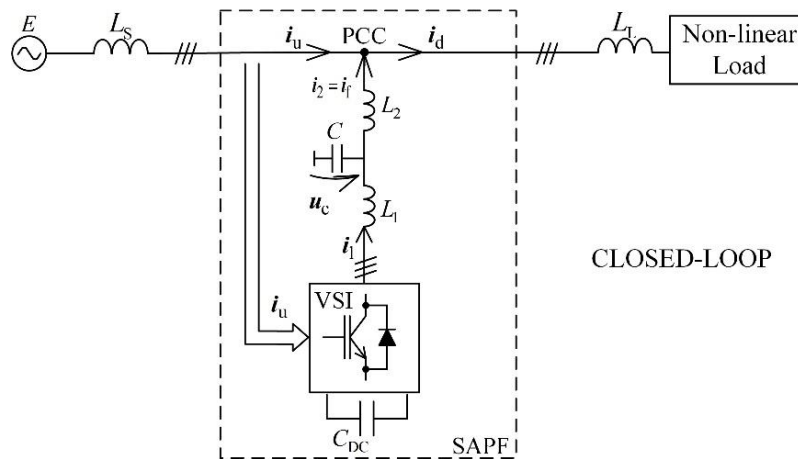 E
L_S
i_u
PCC
i_d
L_L
Non-linear
Load
i_2 = i_f
L_2
C
u_c
L_1
i_1
CLOSED-LOOP
VSI
i_u
C_DC
SAPF